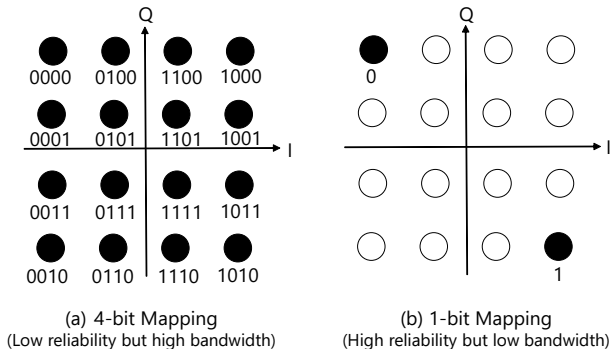 Q
0000 0100 1100 1000
0001 0101 1101 1001
I
0011 0111 1111 1011
0010 0110 1110 1010
(a) 4-bit Mapping
(Low reliability but high bandwidth)
Q
0
I
1
(b) 1-bit Mapping
(High reliability but low bandwidth)